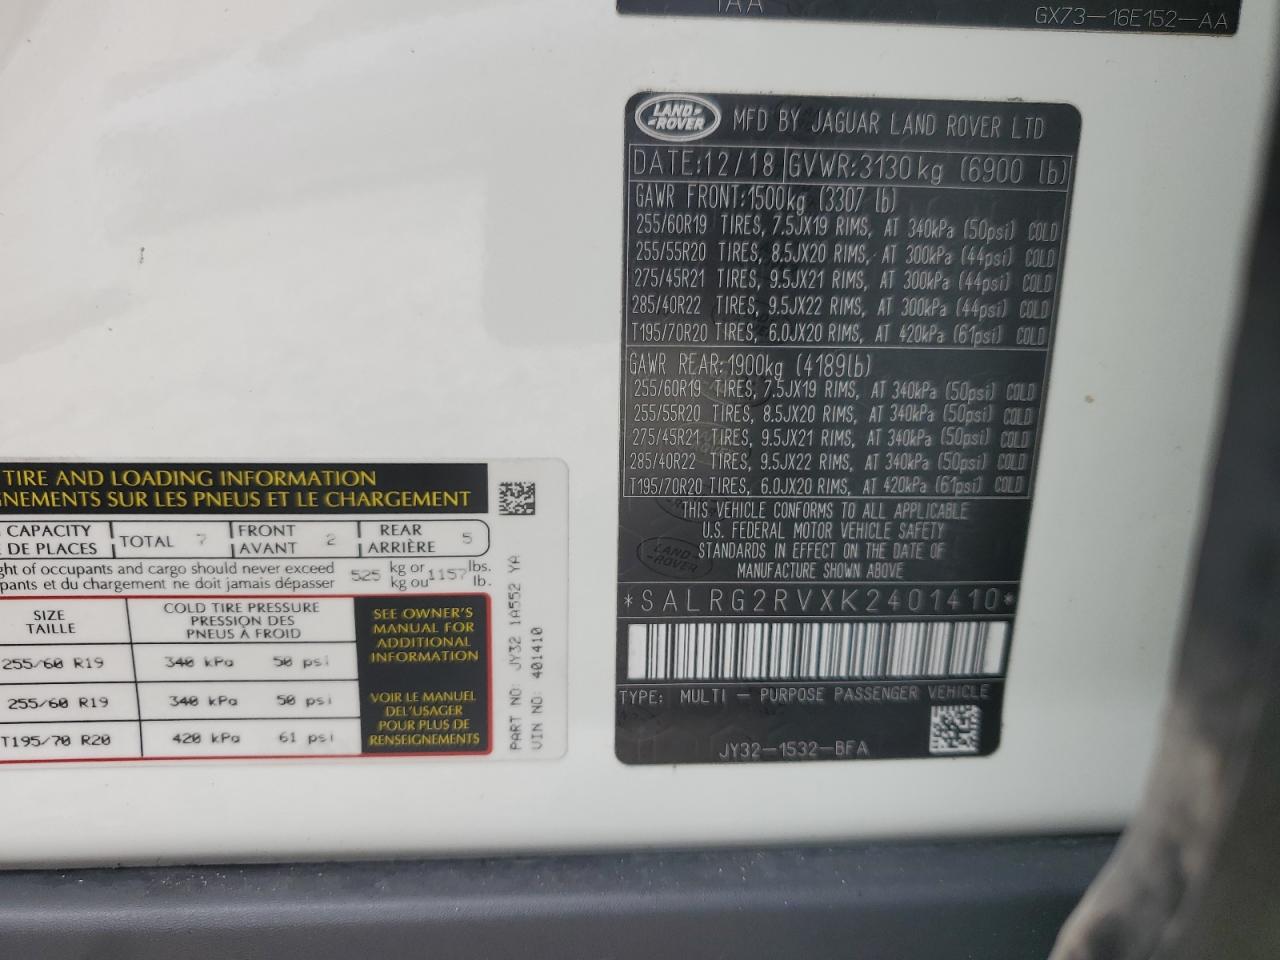 1AA
GX73-16E152-AA
LAND-ROVER
MFD BY JAGUAR LAND ROVER LTD
DATE:12/18 GVWR:3130 kg (6900 lb)
GAWR FRONT:1500kg (3307 lb)
255/60R19 TIRES, 7.5JX19 RIMS, AT 340kPa (50psi) COLD
255/55R20 TIRES, 8.5JX20 RIMS, AT 300kPa (44psi) COLD
275/45R21 TIRES, 9.5JX21 RIMS, AT 300kPa (44psi) COLD
285/40R22 TIRES, 9.5JX22 RIMS, AT 300kPa (44psi) COLD
T195/70R20 TIRES, 6.0JX20 RIMS, AT 420kPa (61psi) COLD
GAWR REAR:1900kg (4189lb)
255/60R19 TIRES, 7.5JX19 RIMS, AT 340kPa (50psi) COLD
255/55R20 TIRES, 8.5JX20 RIMS, AT 340kPa (50psi) COLD
275/45R21 TIRES, 9.5JX21 RIMS, AT 340kPa (50psi) COLD
285/40R22 TIRES, 9.5JX22 RIMS, AT 340kPa (50psi) COLD
T195/70R20 TIRES, 6.0JX20 RIMS, AT 420kPa (61psi) COLD
THIS VEHICLE CONFORMS TO ALL APPLICABLE
U.S. FEDERAL MOTOR VEHICLE SAFETY
STANDARDS IN EFFECT ON THE DATE OF
MANUFACTURE SHOWN ABOVE
*SALRG2RVXK2401410*
TYPE: MULTI - PURPOSE PASSENGER VEHICLE
JY32-1532-BFA
TIRE AND LOADING INFORMATION
GNEMENTS SUR LES PNEUS ET LE CHARGEMENT
CAPACITY
DE PLACES
TOTAL 7
FRONT
AVANT 2
REAR
ARRIÈRE 5
ght of occupants and cargo should never exceed
pants et du chargement ne doit jamais dépasser
525 kg or 1157 lbs.
kg ou lb.
SIZE
TAILLE
COLD TIRE PRESSURE
PRESSION DES
PNEUS À FROID
255/60 R19 340 kPa 50 psi
255/60 R19 340 kPa 50 psi
T195/70 R20 420 kPa 61 psi
SEE OWNER'S
MANUAL FOR
ADDITIONAL
INFORMATION
VOIR LE MANUEL
DEL'USAGER
POUR PLUS DE
RENSEIGNEMENTS
PART NO: JY32 1A552 YA
VIN NO: 401410